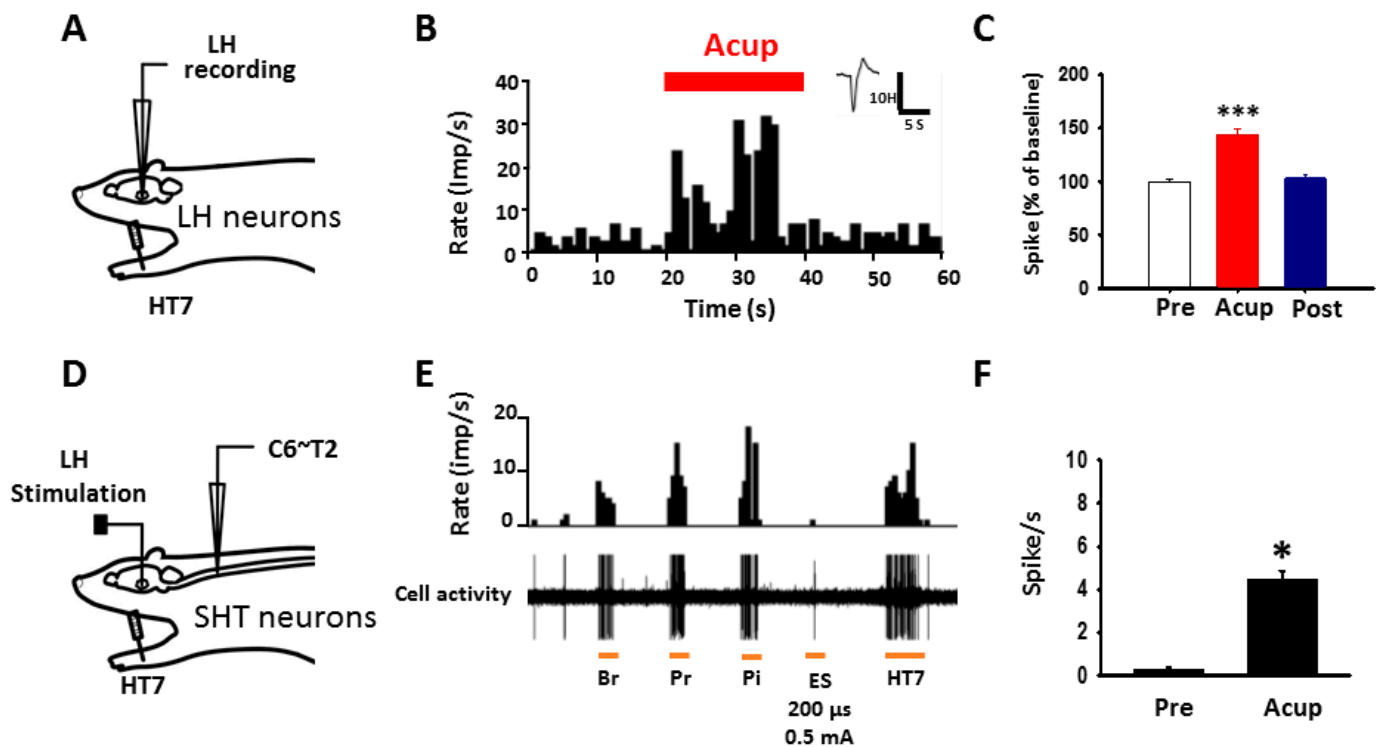 A
LH
recording
LH neurons
HT7
B
Acup
Rate (Imp/s)
40
30
20
10
0
10H
5 S
0
10
20
30
40
50
60
Time (s)
C
Spike (% of baseline)
200
150
100
50
0
***
Pre
Acup
Post
D
LH
Stimulation
C6~T2
SHT neurons
HT7
E
Rate (imp/s)
20
10
0
Cell activity
Br
Pr
Pi
ES
HT7
200 µs
0.5 mA
F
Spike/s
10
8
6
4
2
0
*
Pre
Acup